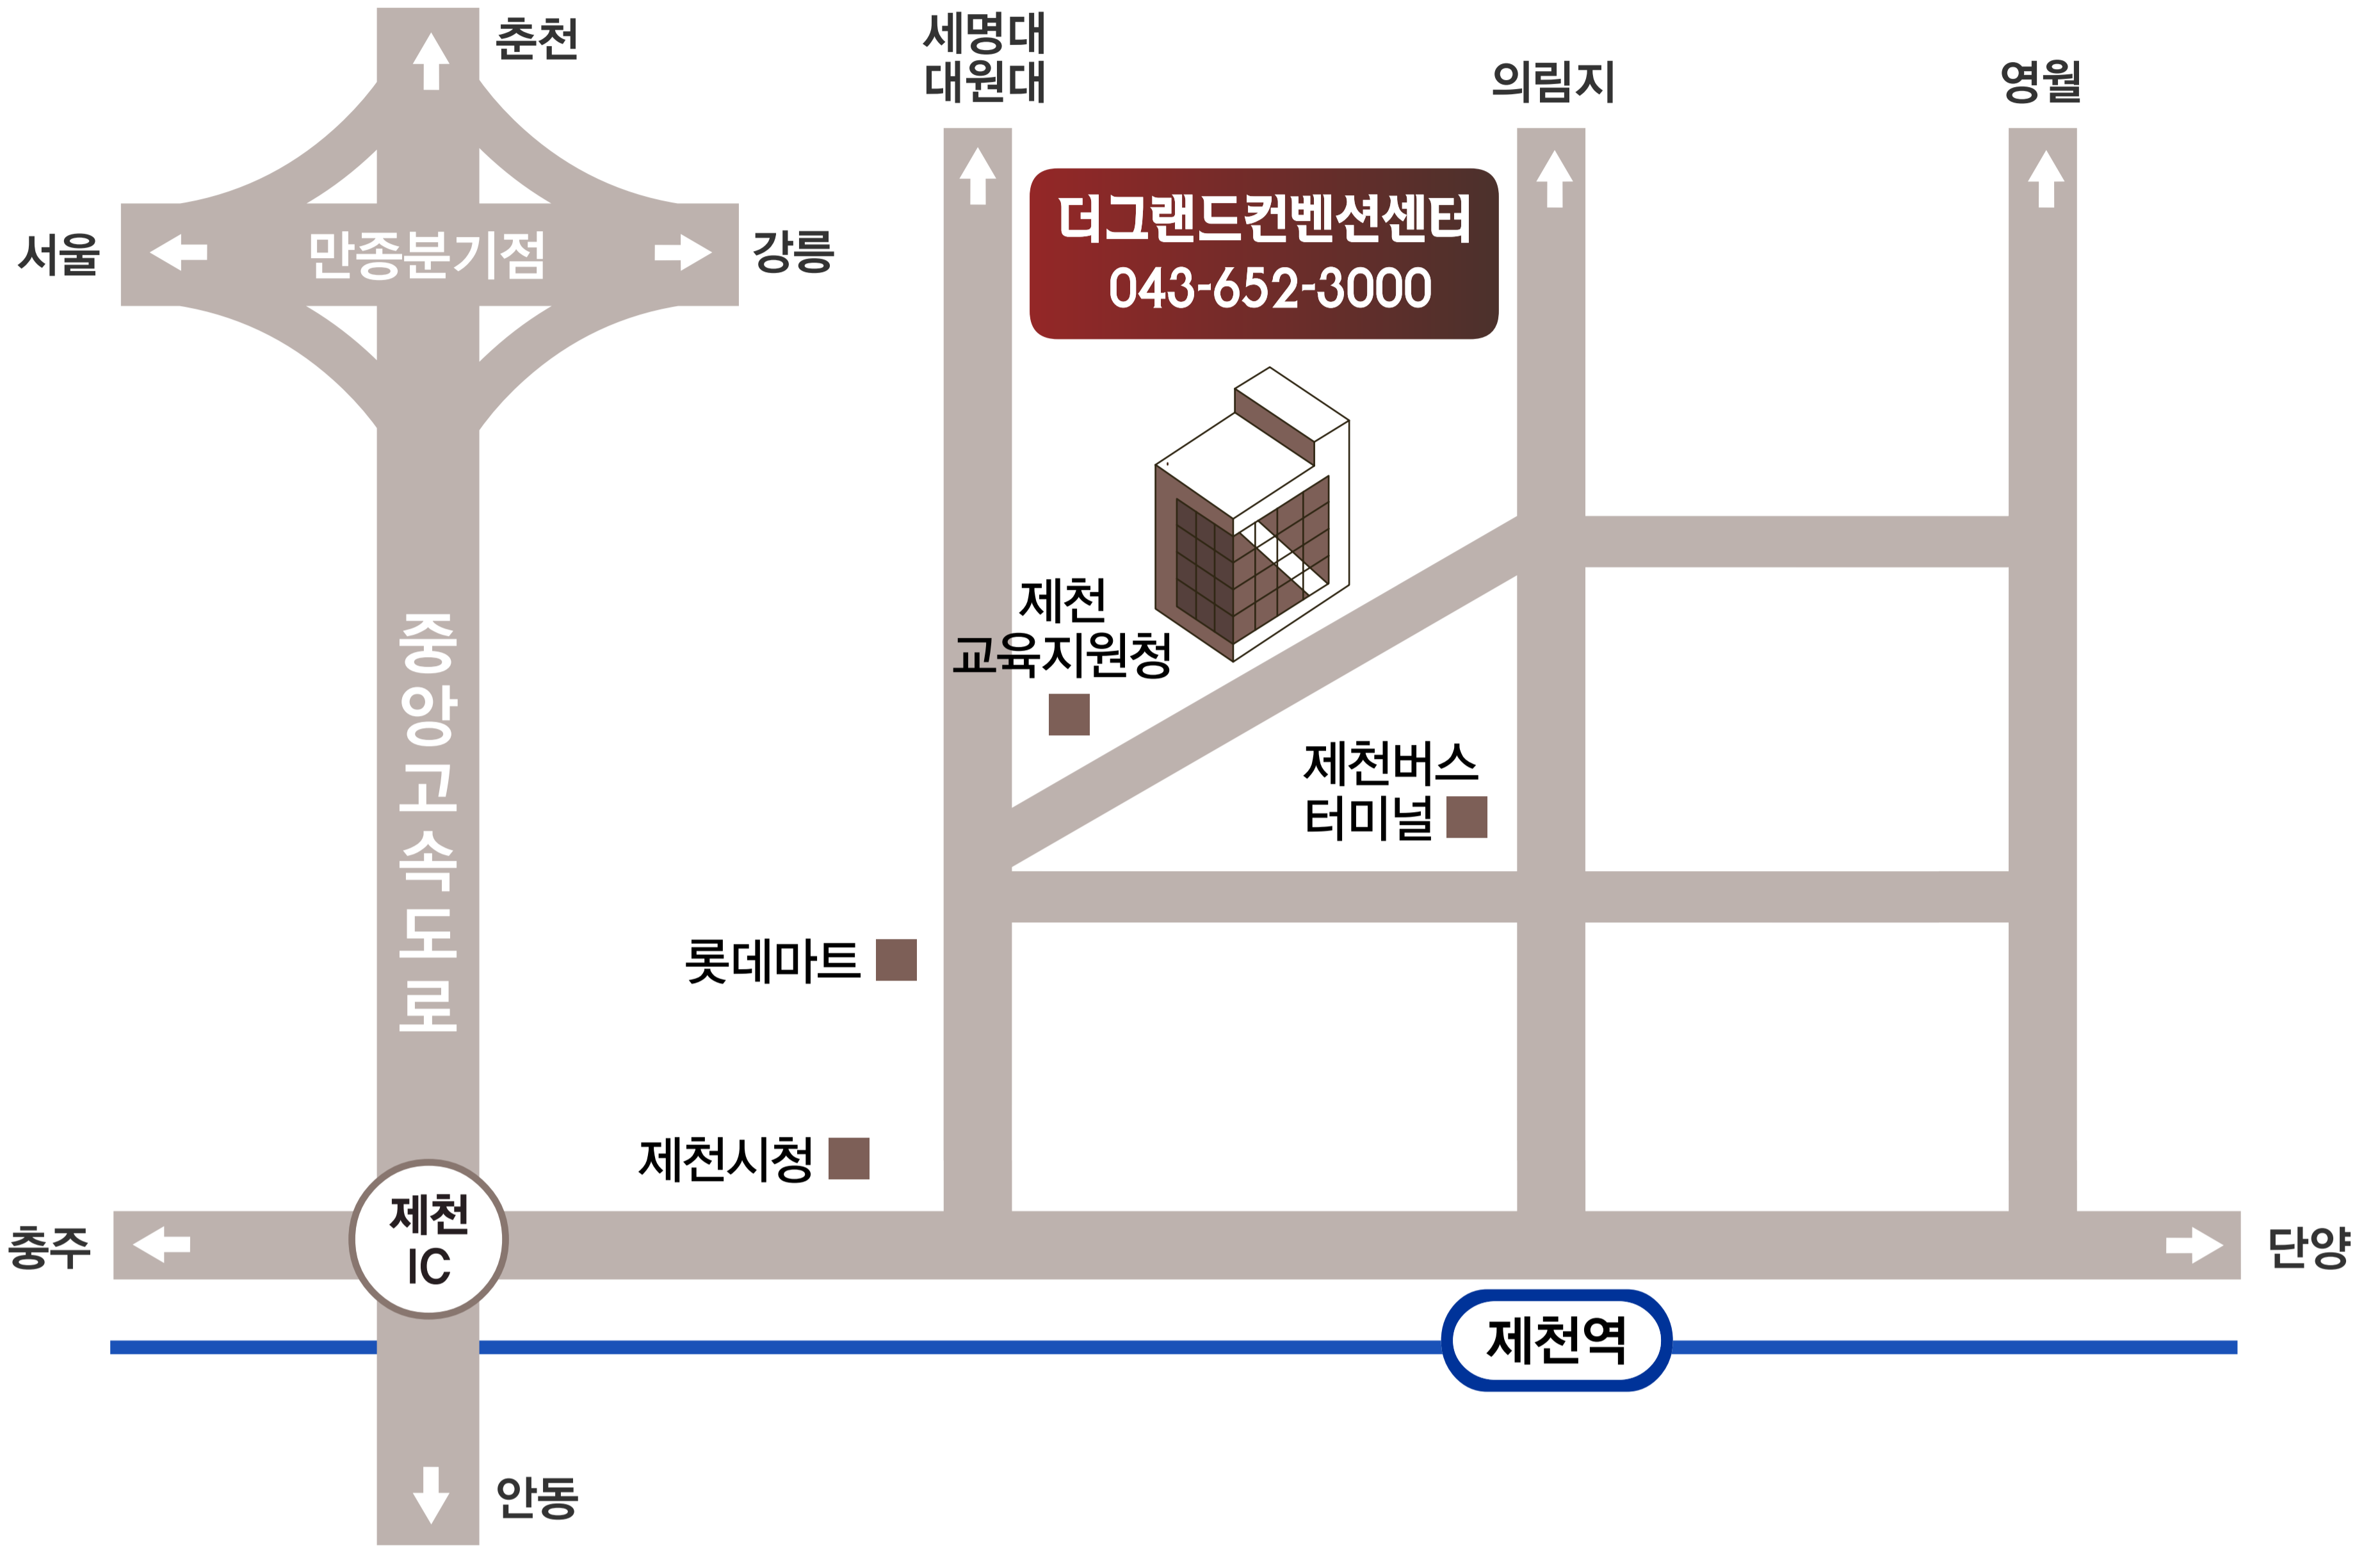 춘천
세명대
대원대
의림지
영월
서울
만종분기점
강릉
더그랜드컨벤션센터
043-652-3000
중앙고속도로
제천
교육지원청
제천버스
터미널
롯데마트
제천시청
제천
IC
충주
단양
제천역
안동